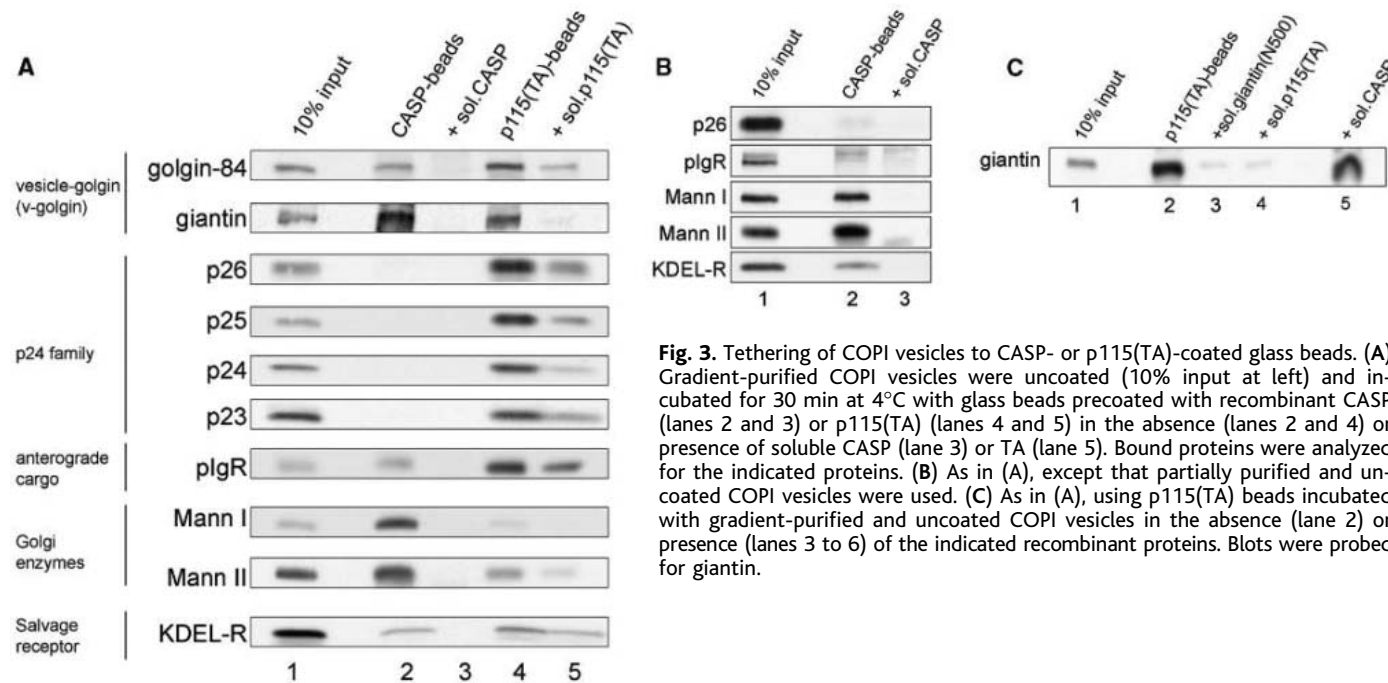 A
10% input
CASP-beads
+ sol.CASP
p115(TA)-beads
+ sol.p115(TA)
vesicle-golgin
(v-golgin)
golgin-84
giantin
p24 family
p26
p25
p24
p23
anterograde
cargo
pIgR
Golgi
enzymes
Mann I
Mann II
Salvage
receptor
KDEL-R
1 2 3 4 5
B
10% input
CASP-beads
+ sol.CASP
p26
pIgR
Mann I
Mann II
KDEL-R
1 2 3
C
10% input
p115(TA)-beads
+sol.giantin(N500)
+ sol.p115(TA)
+ sol.CASP
giantin
1 2 3 4 5
Fig. 3. Tethering of COPI vesicles to CASP- or p115(TA)-coated glass beads. (A)
Gradient-purified COPI vesicles were uncoated (10% input at left) and in-
cubated for 30 min at 4°C with glass beads precoated with recombinant CASP
(lanes 2 and 3) or p115(TA) (lanes 4 and 5) in the absence (lanes 2 and 4) or
presence of soluble CASP (lane 3) or TA (lane 5). Bound proteins were analyzed
for the indicated proteins. (B) As in (A), except that partially purified and un-
coated COPI vesicles were used. (C) As in (A), using p115(TA) beads incubated
with gradient-purified and uncoated COPI vesicles in the absence (lane 2) or
presence (lanes 3 to 6) of the indicated recombinant proteins. Blots were probed
for giantin.